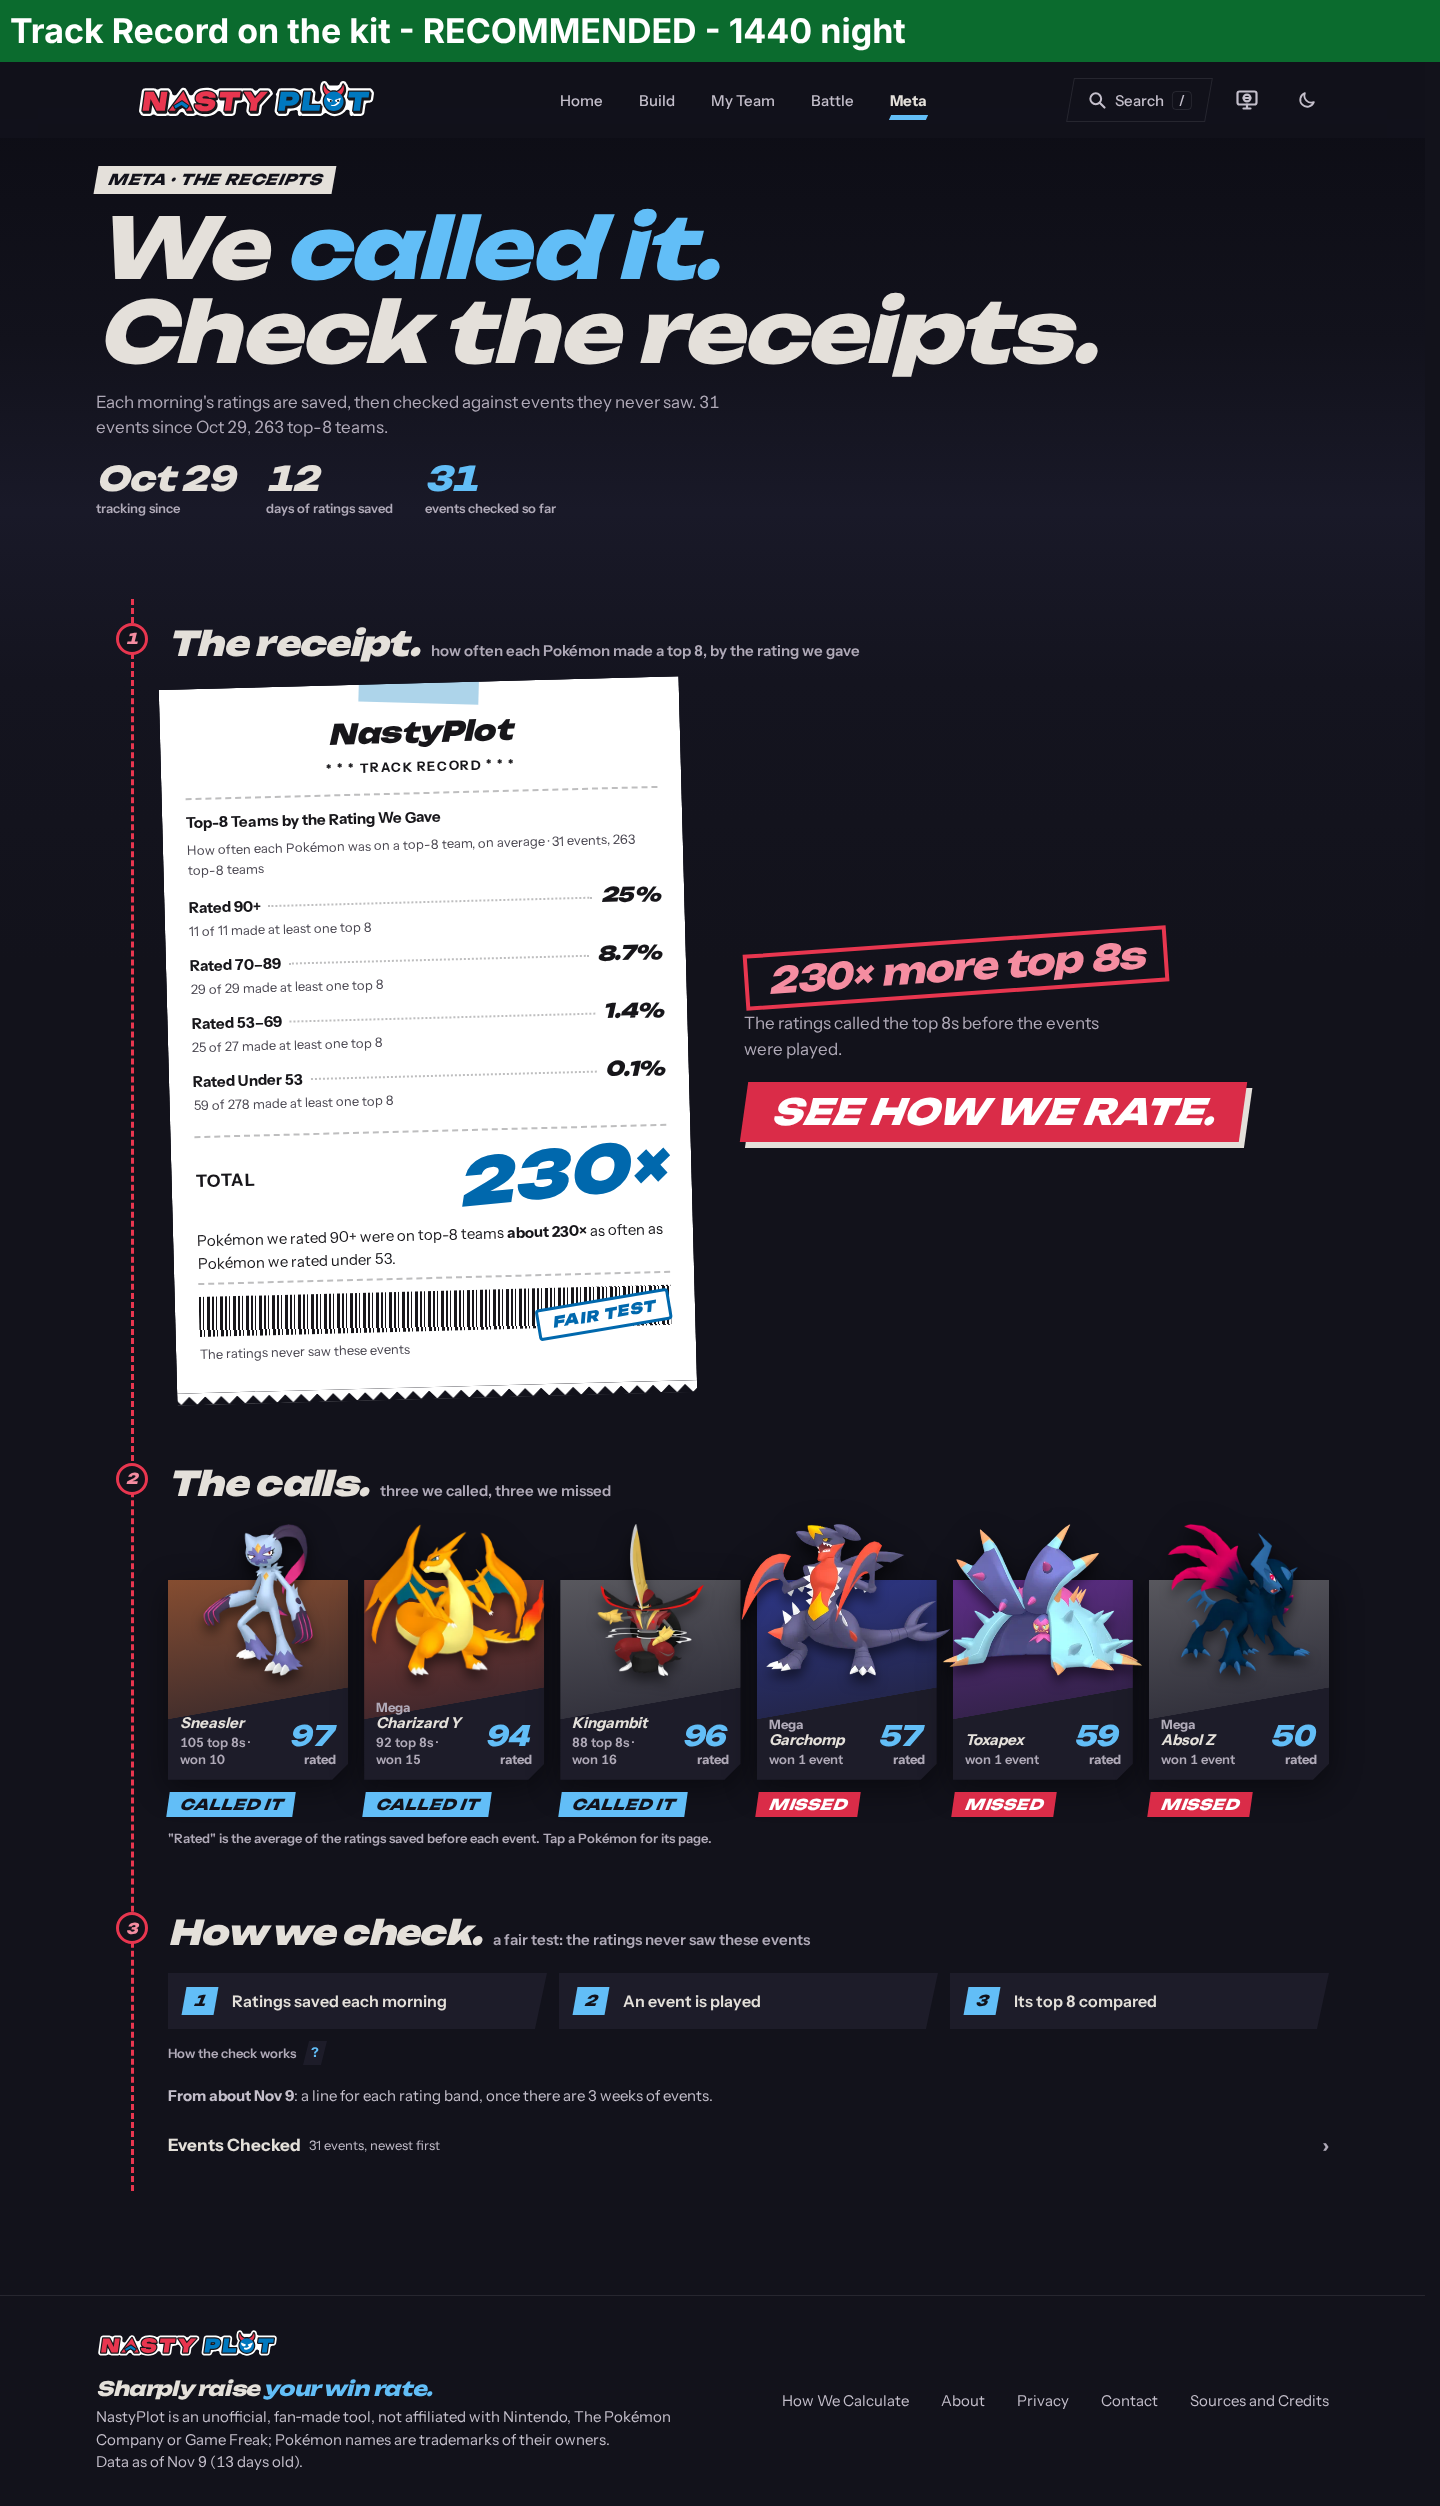 Track Record on the kit - RECOMMENDED - 1440 night
NASTY PLOT
Home Build My Team Battle Meta
Search /
META · THE RECEIPTS
We called it.
Check the receipts.
Each morning's ratings are saved, then checked against events they never saw. 31
events since Oct 29, 263 top-8 teams.
Oct 29 12 31
tracking since days of ratings saved events checked so far
1 The receipt. how often each Pokémon made a top 8, by the rating we gave
NastyPlot
* * * TRACK RECORD * * *
Top-8 Teams by the Rating We Gave
How often each Pokémon was on a top-8 team, on average · 31 events, 263
top-8 teams
Rated 90+ 25%
11 of 11 made at least one top 8
Rated 70–89 8.7%
29 of 29 made at least one top 8
Rated 53–69 1.4%
25 of 27 made at least one top 8
Rated Under 53 0.1%
59 of 278 made at least one top 8
TOTAL 230×
Pokémon we rated 90+ were on top-8 teams about 230× as often as
Pokémon we rated under 53.
FAIR TEST
The ratings never saw these events
230× more top 8s
The ratings called the top 8s before the events
were played.
SEE HOW WE RATE.
2 The calls. three we called, three we missed
Sneasler
105 top 8s ·
won 10
97
rated
CALLED IT
Mega
Charizard Y
92 top 8s ·
won 15
94
rated
CALLED IT
Kingambit
88 top 8s ·
won 16
96
rated
CALLED IT
Mega
Garchomp
won 1 event
57
rated
MISSED
Toxapex
won 1 event
59
rated
MISSED
Mega
Absol Z
won 1 event
50
rated
MISSED
"Rated" is the average of the ratings saved before each event. Tap a Pokémon for its page.
3 How we check. a fair test: the ratings never saw these events
1 Ratings saved each morning
2 An event is played
3 Its top 8 compared
How the check works ?
From about Nov 9: a line for each rating band, once there are 3 weeks of events.
Events Checked 31 events, newest first ›
NASTY PLOT
Sharply raise your win rate.
NastyPlot is an unofficial, fan-made tool, not affiliated with Nintendo, The Pokémon
Company or Game Freak; Pokémon names are trademarks of their owners.
Data as of Nov 9 (13 days old).
How We Calculate About Privacy Contact Sources and Credits